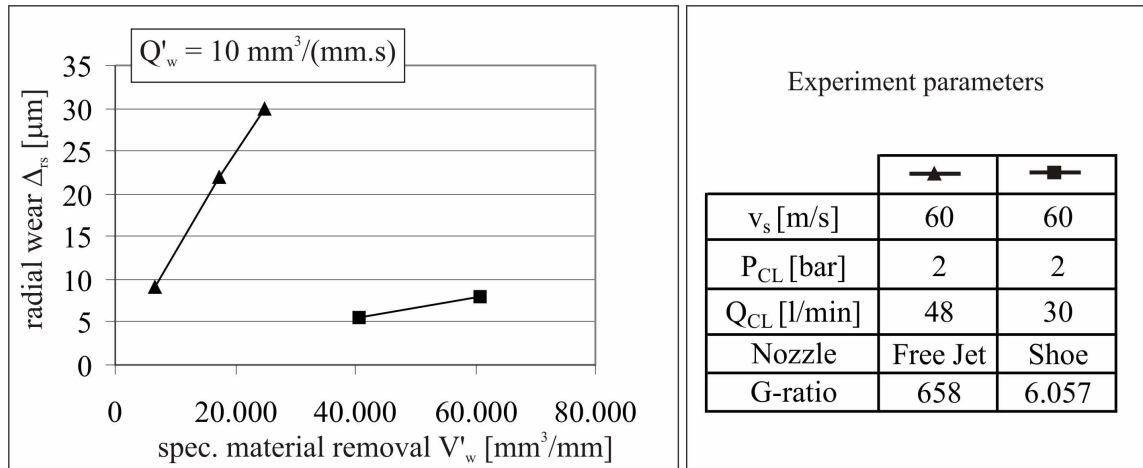 Q'w = 10 mm³/(mm.s)
35
30
25
20
15
10
5
0
radial wear Δrs [µm]
0 20.000 40.000 60.000 80.000
spec. material removal V'w [mm³/mm]
Experiment parameters
vs [m/s] 60 60
PCL [bar] 2 2
QCL [l/min] 48 30
Nozzle Free Jet Shoe
G-ratio 658 6.057